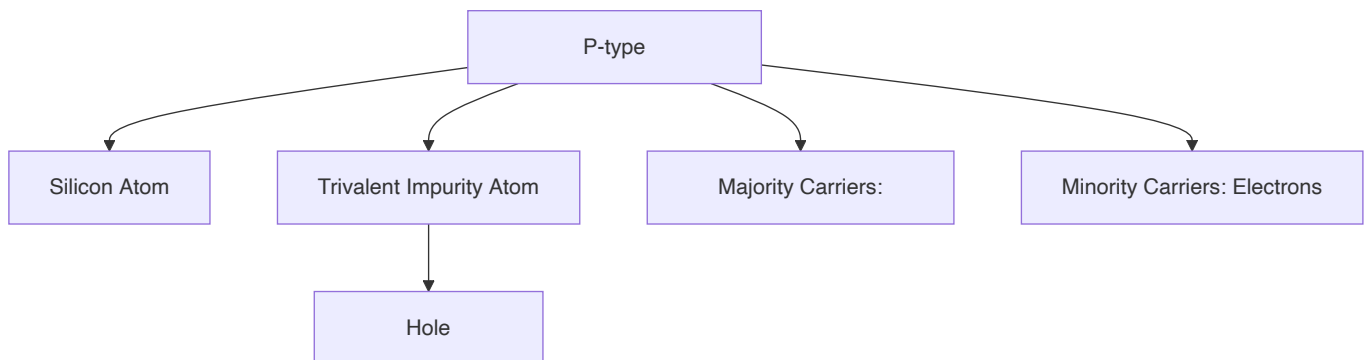 P-type
Silicon Atom
Trivalent Impurity Atom
Majority Carriers:
Minority Carriers: Electrons
Hole